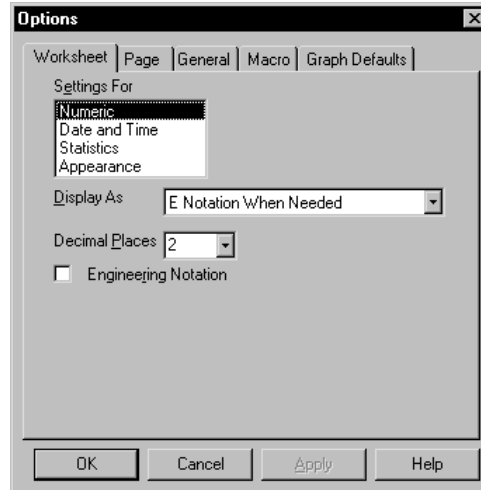 Options
Worksheet Page General Macro Graph Defaults
Settings For
Numeric
Date and Time
Statistics
Appearance
Display As E Notation When Needed
Decimal Places 2
Engineering Notation
OK Cancel Apply Help